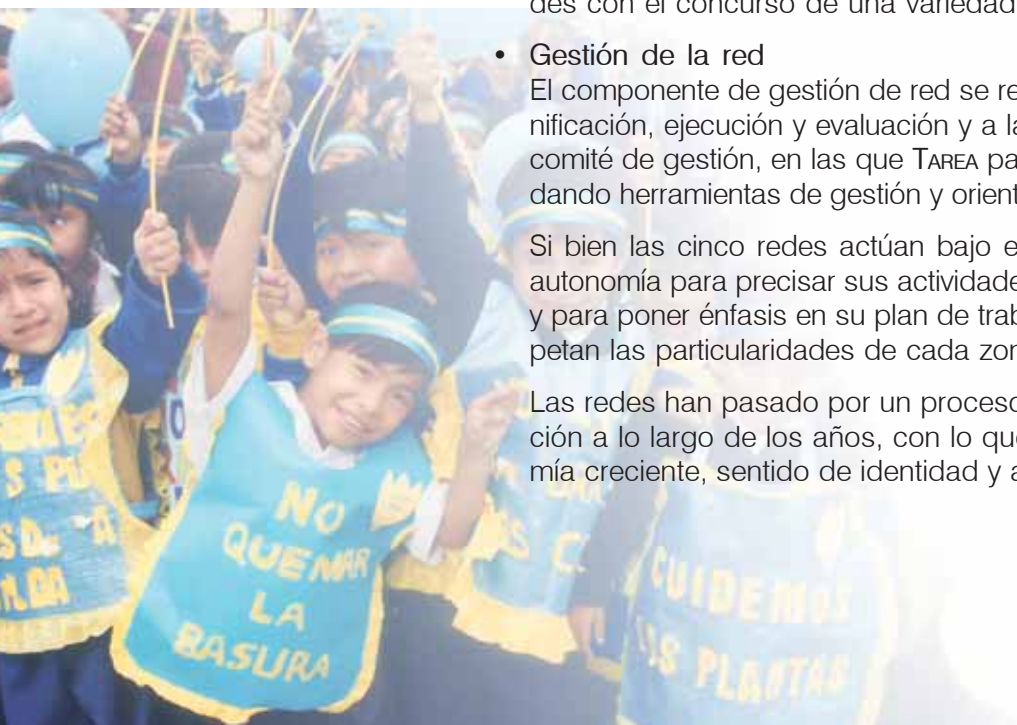 des con el concurso de una variedad
• Gestión de la red
El componente de gestión de red se re
nificación, ejecución y evaluación y a la
comité de gestión, en las que TAREA pa
dando herramientas de gestión y orient
Si bien las cinco redes actúan bajo e
autonomía para precisar sus actividade
y para poner énfasis en su plan de trab
petan las particularidades de cada zon
Las redes han pasado por un proceso
ción a lo largo de los años, con lo que
mía creciente, sentido de identidad y a
NO
QUEMAR
LA
BASURA
CUIDEMOS
PLANTAS